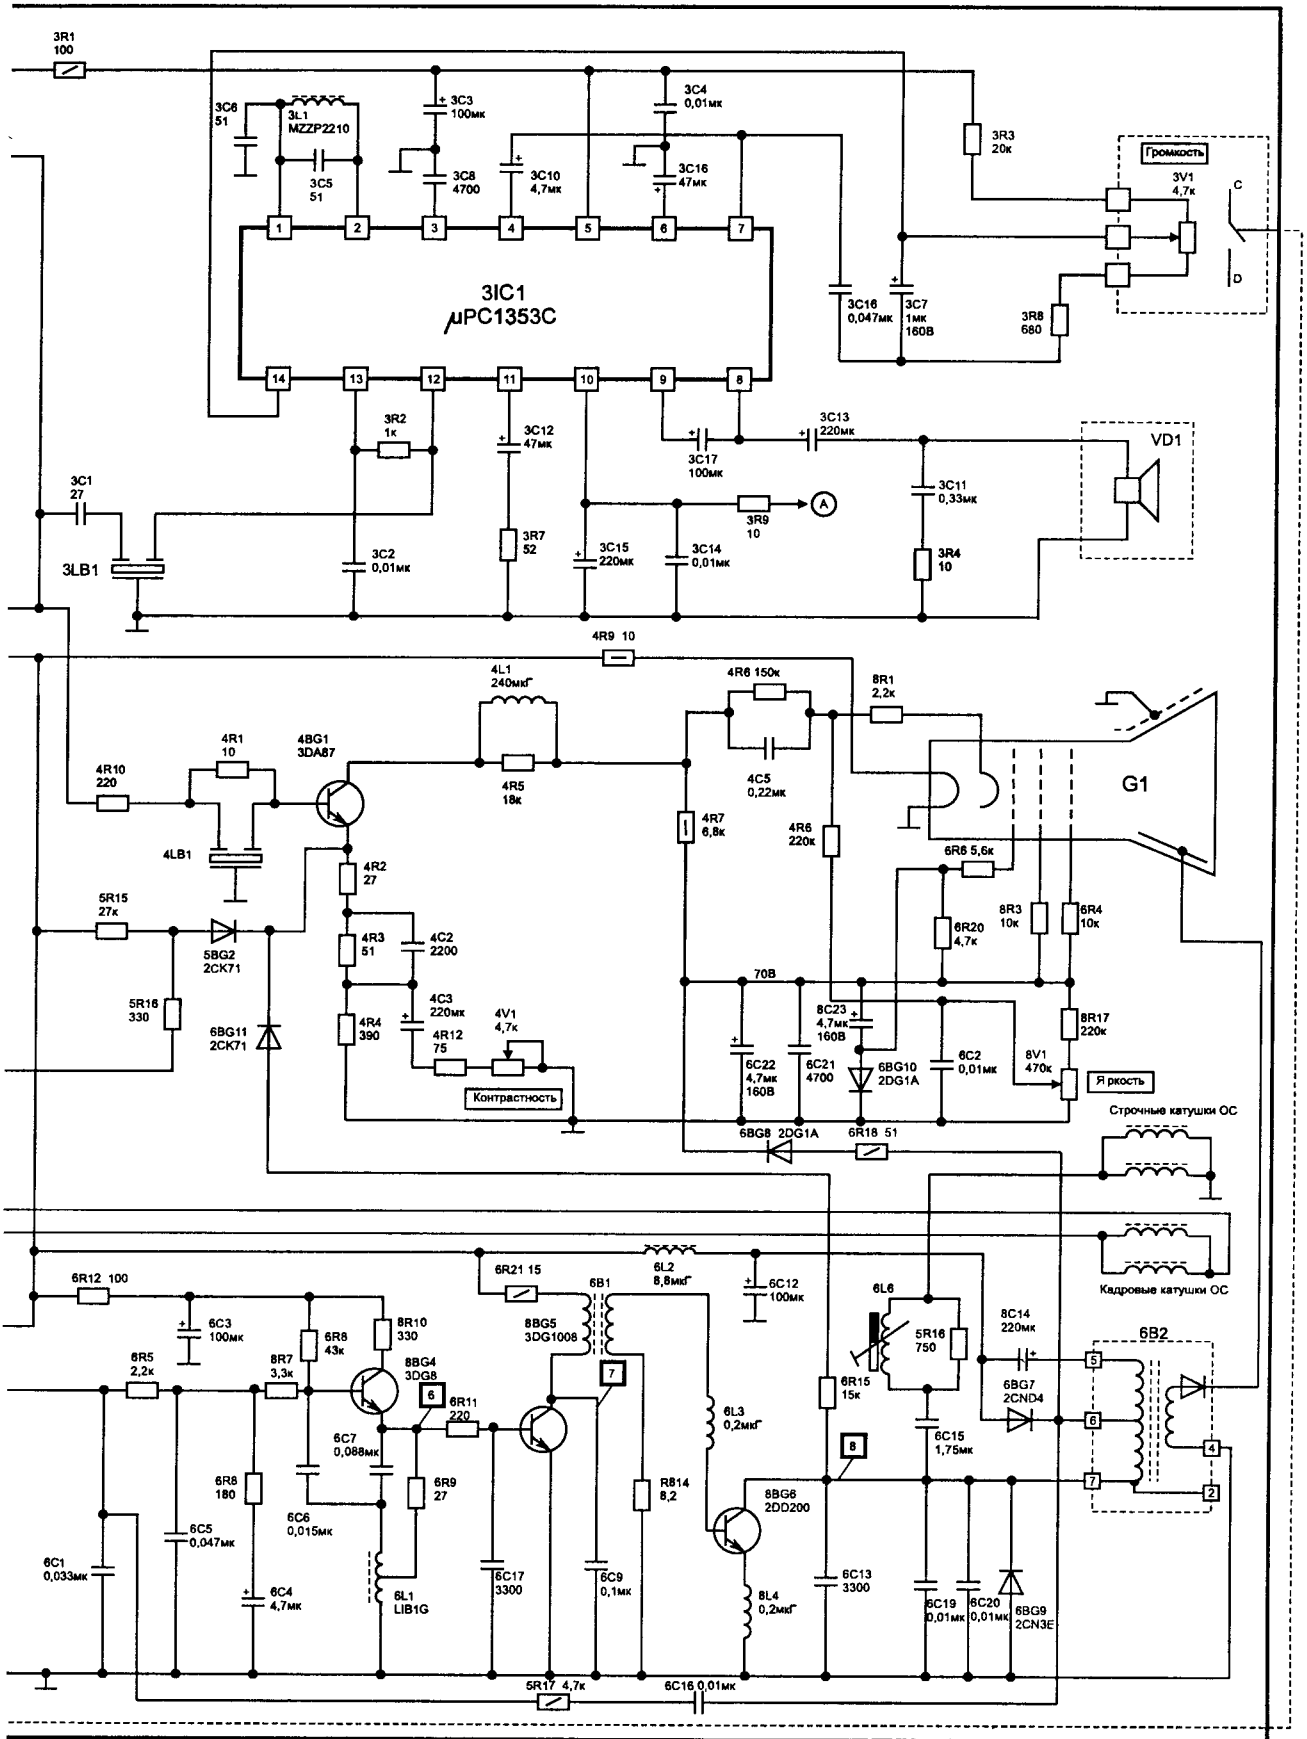 3R1
100
3C6
51
3L1
MZZP2210
3C5
51
3C3
100мк
3C8
4700
3C10
4,7мк
3C4
0,01мк
3C16
47мк
3R3
20к
Громкость
3V1
4,7к
C
D
1
2
3
4
5
6
7
3IC1
µPC1353C
3C16
0,047мк
3C7
1мк
160В
3R8
680
14
13
12
11
10
9
8
3R2
1к
3C12
47мк
3C17
100мк
3C13
220мк
VD1
3C1
27
3C11
0,33мк
3R9
10
A
3LB1
3C2
0,01мк
3R7
52
3C15
220мк
3C14
0,01мк
3R4
10
4R9 10
4L1
240мкГ
4R6 150к
8R1
2,2к
4R1
10
4BG1
3DA87
4R10
220
4R5
18к
4C5
0,22мк
G1
4R7
6,8к
4R6
220к
4LB1
6R6 5,6к
4R2
27
5R15
27к
8R3
10к
6R4
10к
5BG2
2CK71
4R3
51
4C2
2200
6R20
4,7к
70В
5R16
330
6BG11
2CK71
4C3
220мк
4R4
390
4R12
75
4V1
4,7к
8C23
4,7мк
160В
8R17
220к
6C22
4,7мк
160В
6C21
4700
6BG10
2DG1A
6C2
0,01мк
8V1
470к
Я ркость
Контрастность
Строчные катушки ОС
6BG8 2DG1A
6R18 51
6R12 100
6R21 15
6L2
8,8мкГ
6B1
6C12
100мк
Кадровые катушки ОС
6L6
6C3
100мк
6R8
43к
8R10
330
8BG5
3DG1008
5R16
750
8C14
220мк
6B2
6R5
2,2к
8R7
3,3к
8BG4
3DG8
6
7
6R15
15к
6BG7
2CND4
5
6
6R11
220
6L3
0,2мкГ
6C7
0,088мк
8
6C15
1,75мк
4
6R8
180
6R9
27
R814
8,2
8BG6
2DD200
7
2
6C6
0,015мк
6C5
0,047мк
6C1
0,033мк
6C4
4,7мк
6L1
LIB1G
6C17
3300
6C9
0,1мк
8L4
0,2мкГ
6C13
3300
6C19
0,01мк
6C20
0,01мк
6BG9
2CN3E
5R17 4,7к
6C16 0,01мк